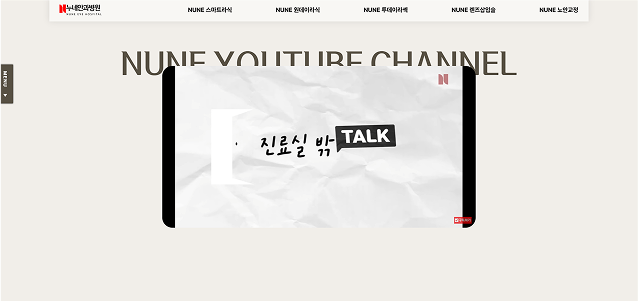 누네안과병원
NUNE EYE HOSPITAL
NUNE 스마트라식
NUNE 원데이라식
NUNE 투데이라섹
NUNE 렌즈삽입술
NUNE 노안교정
NUNE YOUTUBE CHANNEL
MENU
진료실 밖
TALK